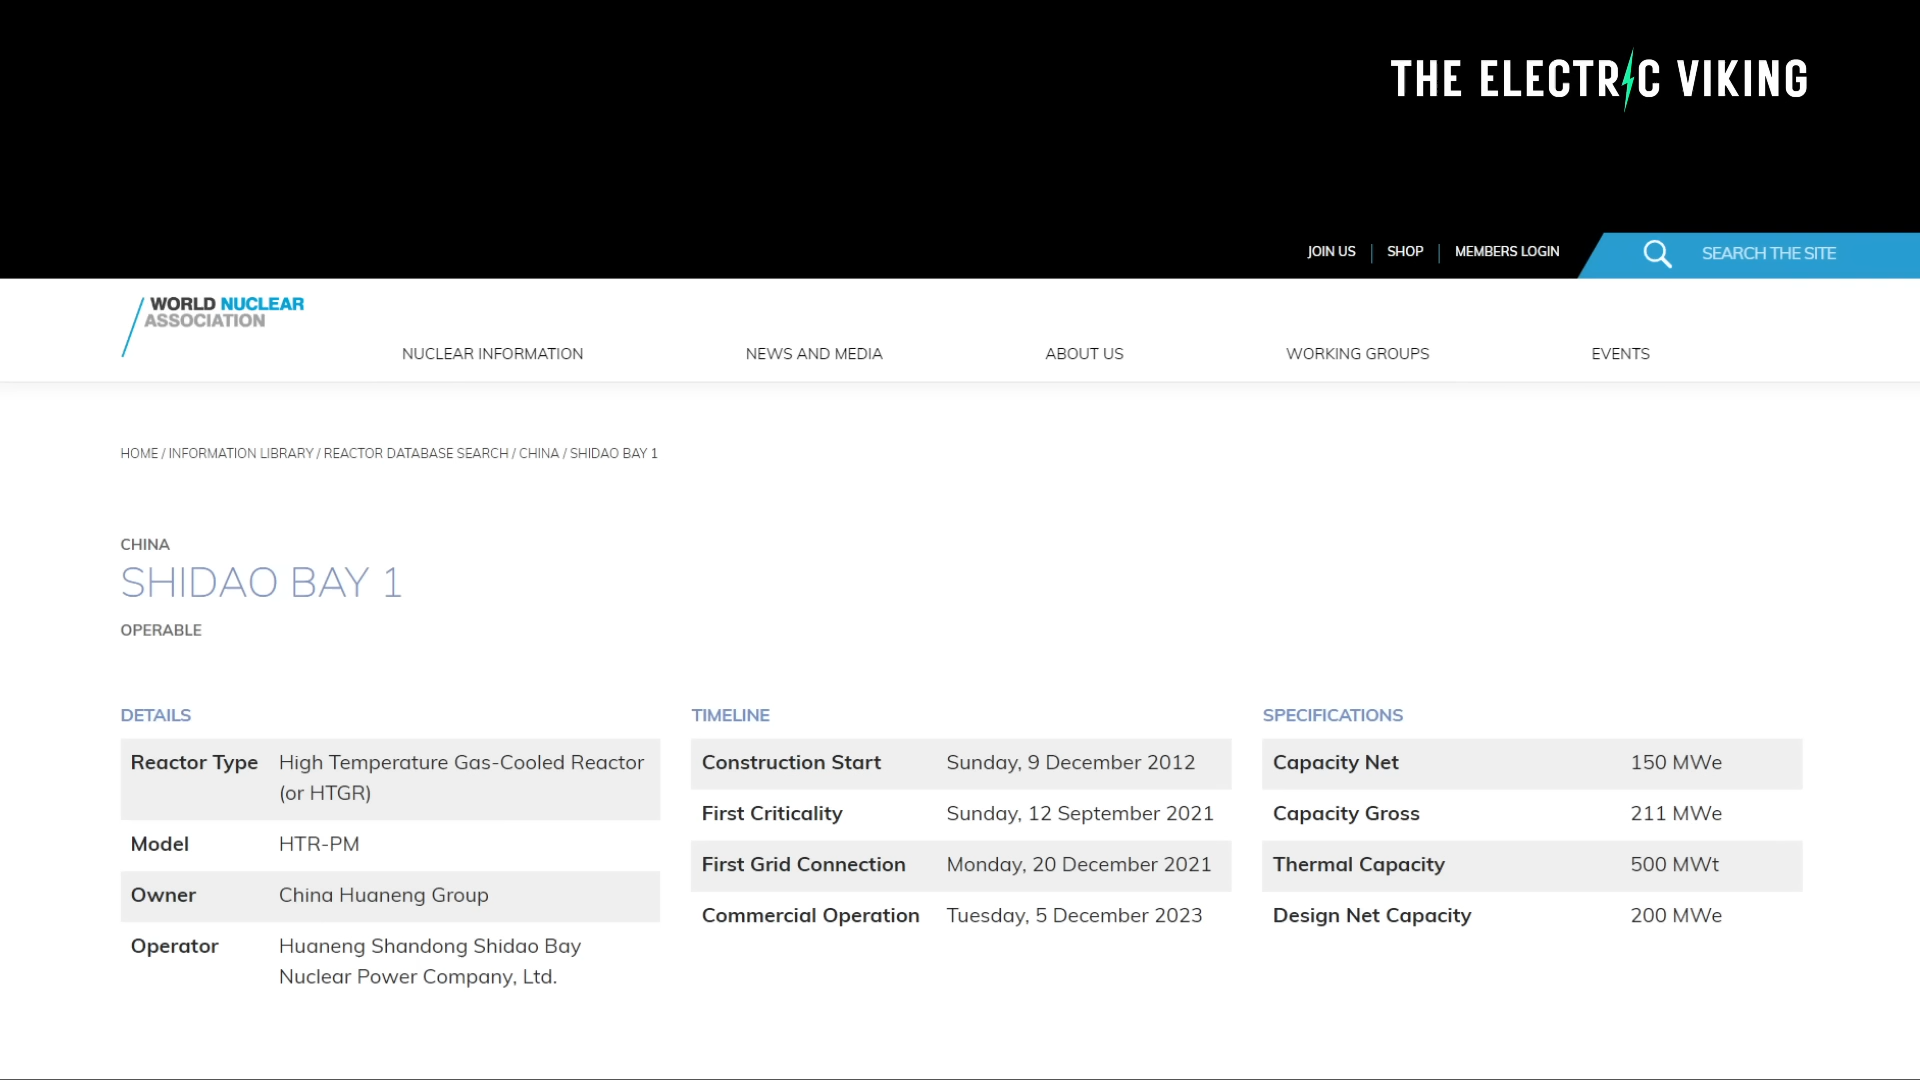 THE ELECTRIC VIKING
JOIN US
SHOP
MEMBERS LOGIN
SEARCH THE SITE
WORLD NUCLEAR
ASSOCIATION
NUCLEAR INFORMATION
NEWS AND MEDIA
ABOUT US
WORKING GROUPS
EVENTS
HOME / INFORMATION LIBRARY / REACTOR DATABASE SEARCH / CHINA / SHIDAO BAY 1
CHINA
SHIDAO BAY 1
OPERABLE
DETAILS
Reactor Type High Temperature Gas-Cooled Reactor
(or HTGR)
Model HTR-PM
Owner China Huaneng Group
Operator Huaneng Shandong Shidao Bay
Nuclear Power Company, Ltd.
TIMELINE
Construction Start Sunday, 9 December 2012
First Criticality Sunday, 12 September 2021
First Grid Connection Monday, 20 December 2021
Commercial Operation Tuesday, 5 December 2023
SPECIFICATIONS
Capacity Net 150 MWe
Capacity Gross 211 MWe
Thermal Capacity 500 MWt
Design Net Capacity 200 MWe